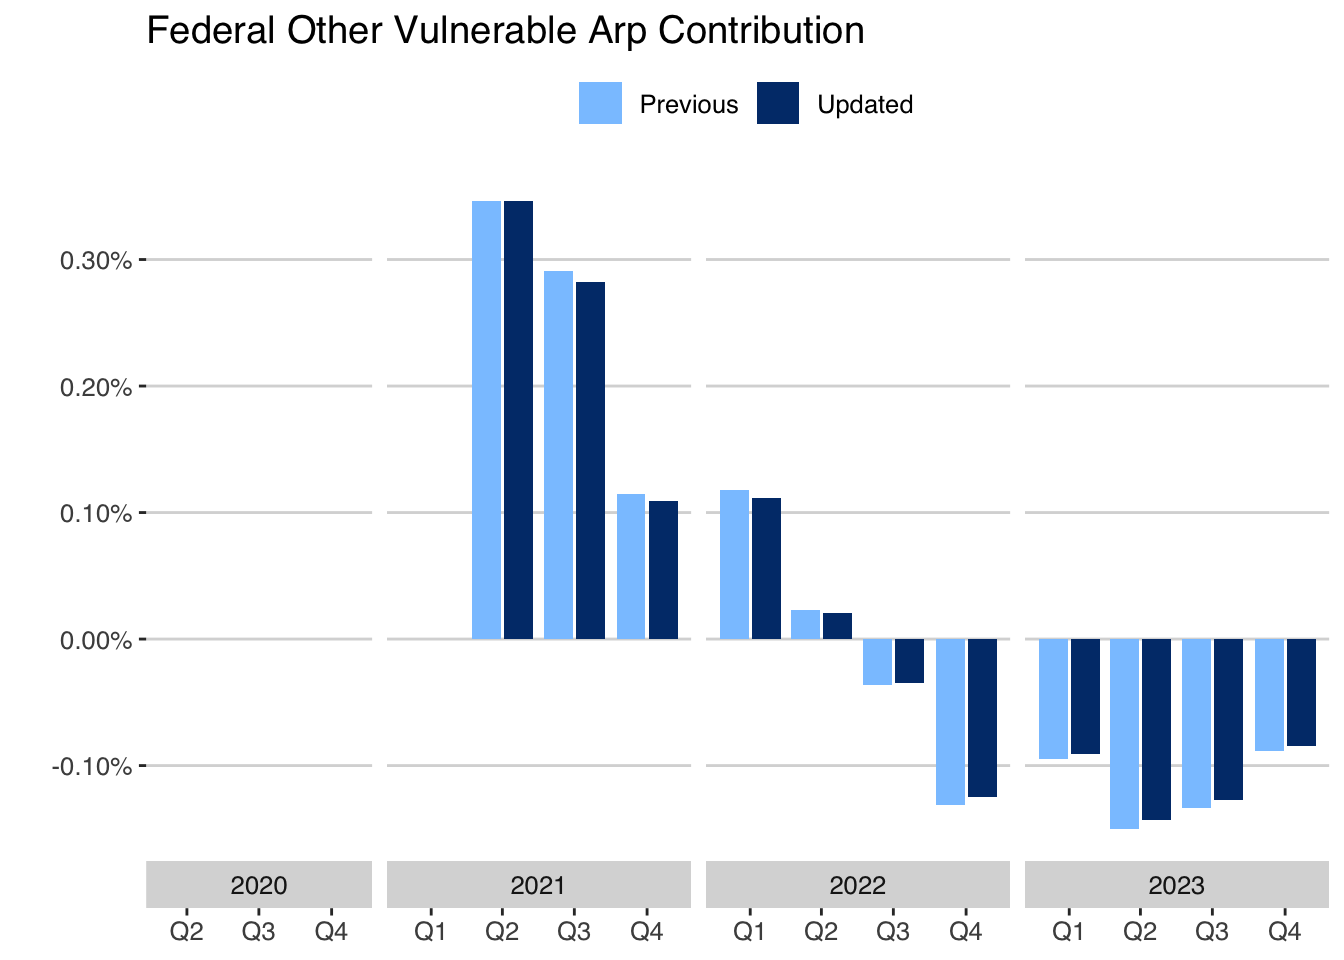 Federal Other Vulnerable Arp Contribution
Previous Updated
0.30%
0.20%
0.10%
0.00%
-0.10%
2020 2021 2022 2023
Q2 Q3 Q4 Q1 Q2 Q3 Q4 Q1 Q2 Q3 Q4 Q1 Q2 Q3 Q4